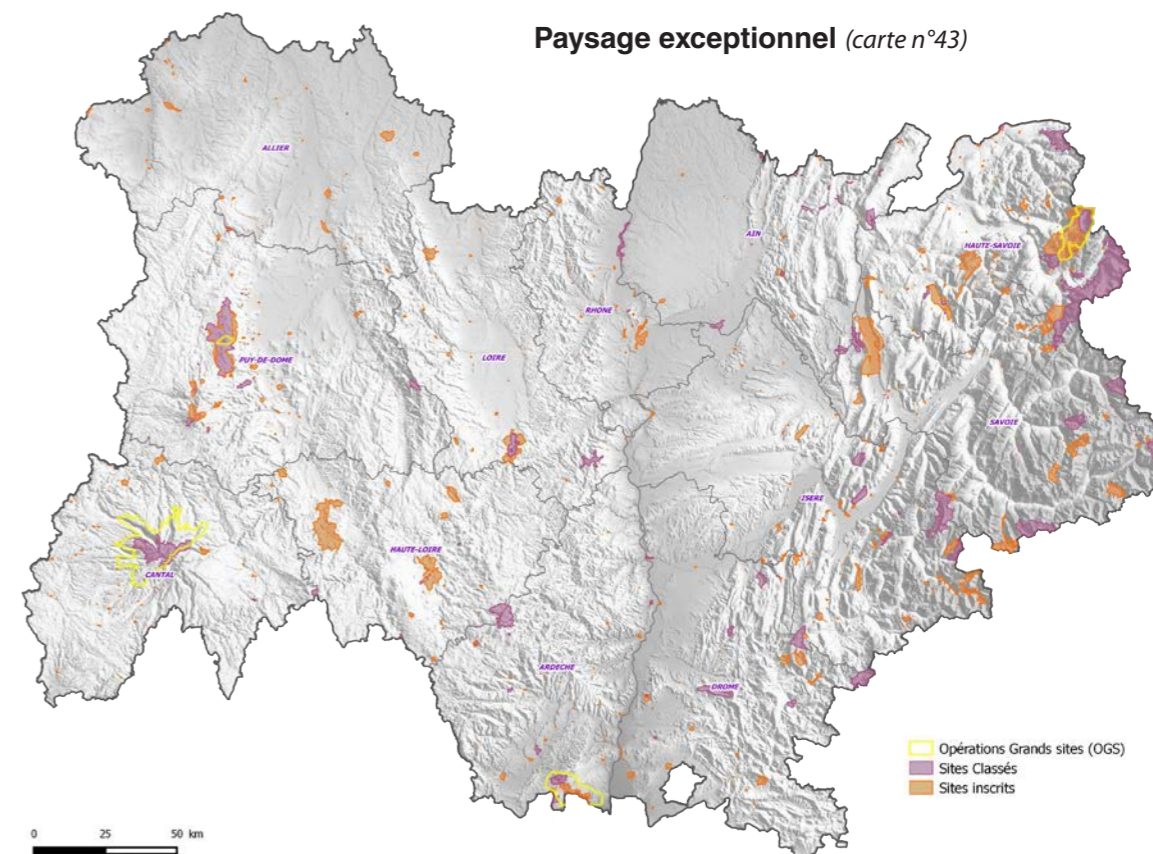 Paysage exceptionnel (carte n°43)
ALLIER
AIN
HAUTE-SAVOIE
RHONE
LOIRE
PUY-DE-DOME
SAVOIE
ISERE
HAUTE-LOIRE
CANTAL
ARDECHE
DROME
Opérations Grands sites (OGS)
Sites Classés
Sites inscrits
0 25 50 km